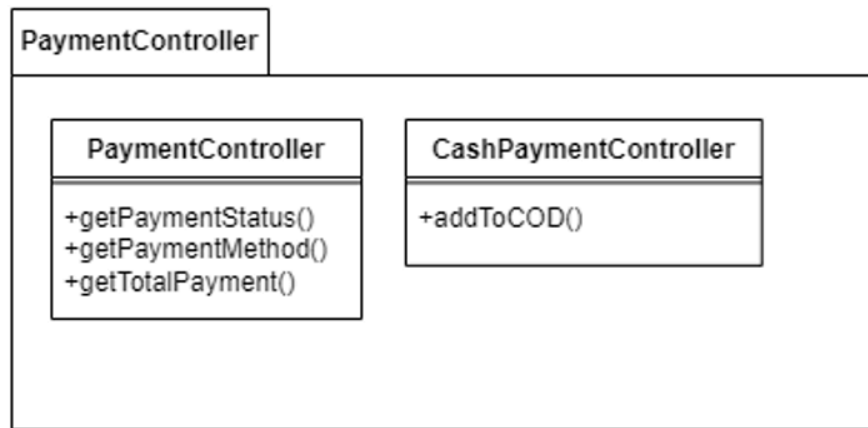 PaymentController
PaymentController
+getPaymentStatus()
+getPaymentMethod()
+getTotalPayment()
CashPaymentController
+addToCOD()